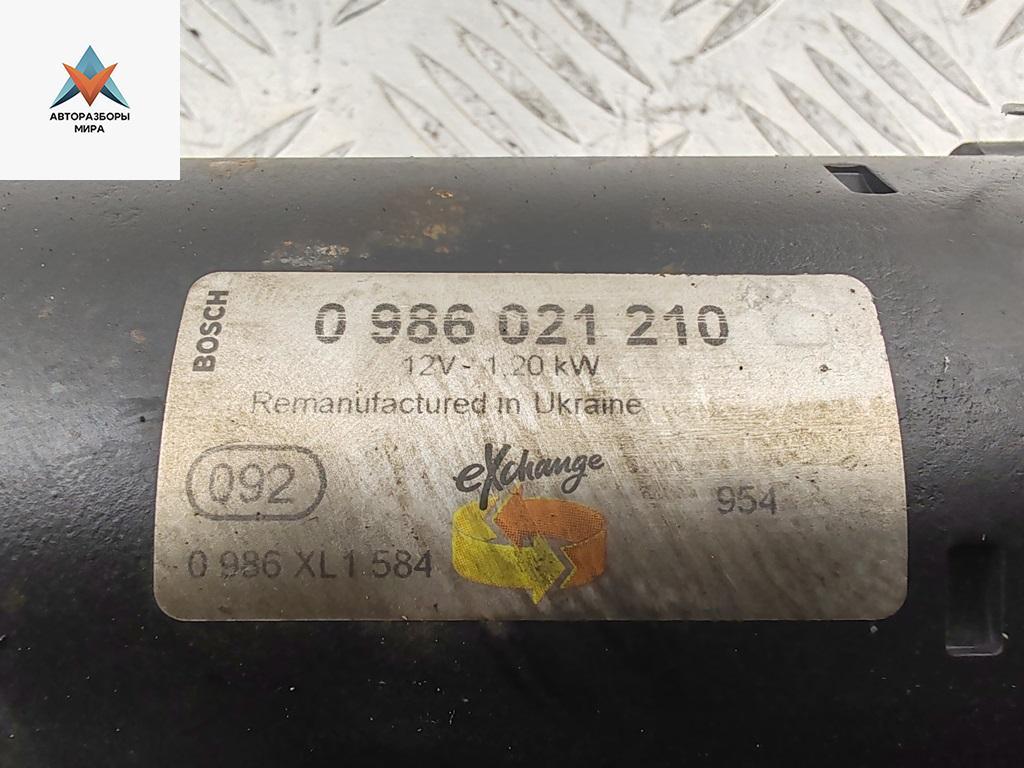 АВТОРАЗБОРЫ
МИРА
BOSCH
0 986 021 210
12V - 1,20 kW
Remanufactured in Ukraine
092
eXchange
954
0 986 XL1 584